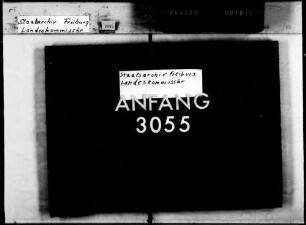 Staatsarchiv Freiburg
Landeskommissär
Staatsarchiv Freiburg
Landeskommissär
ANFANG
3055